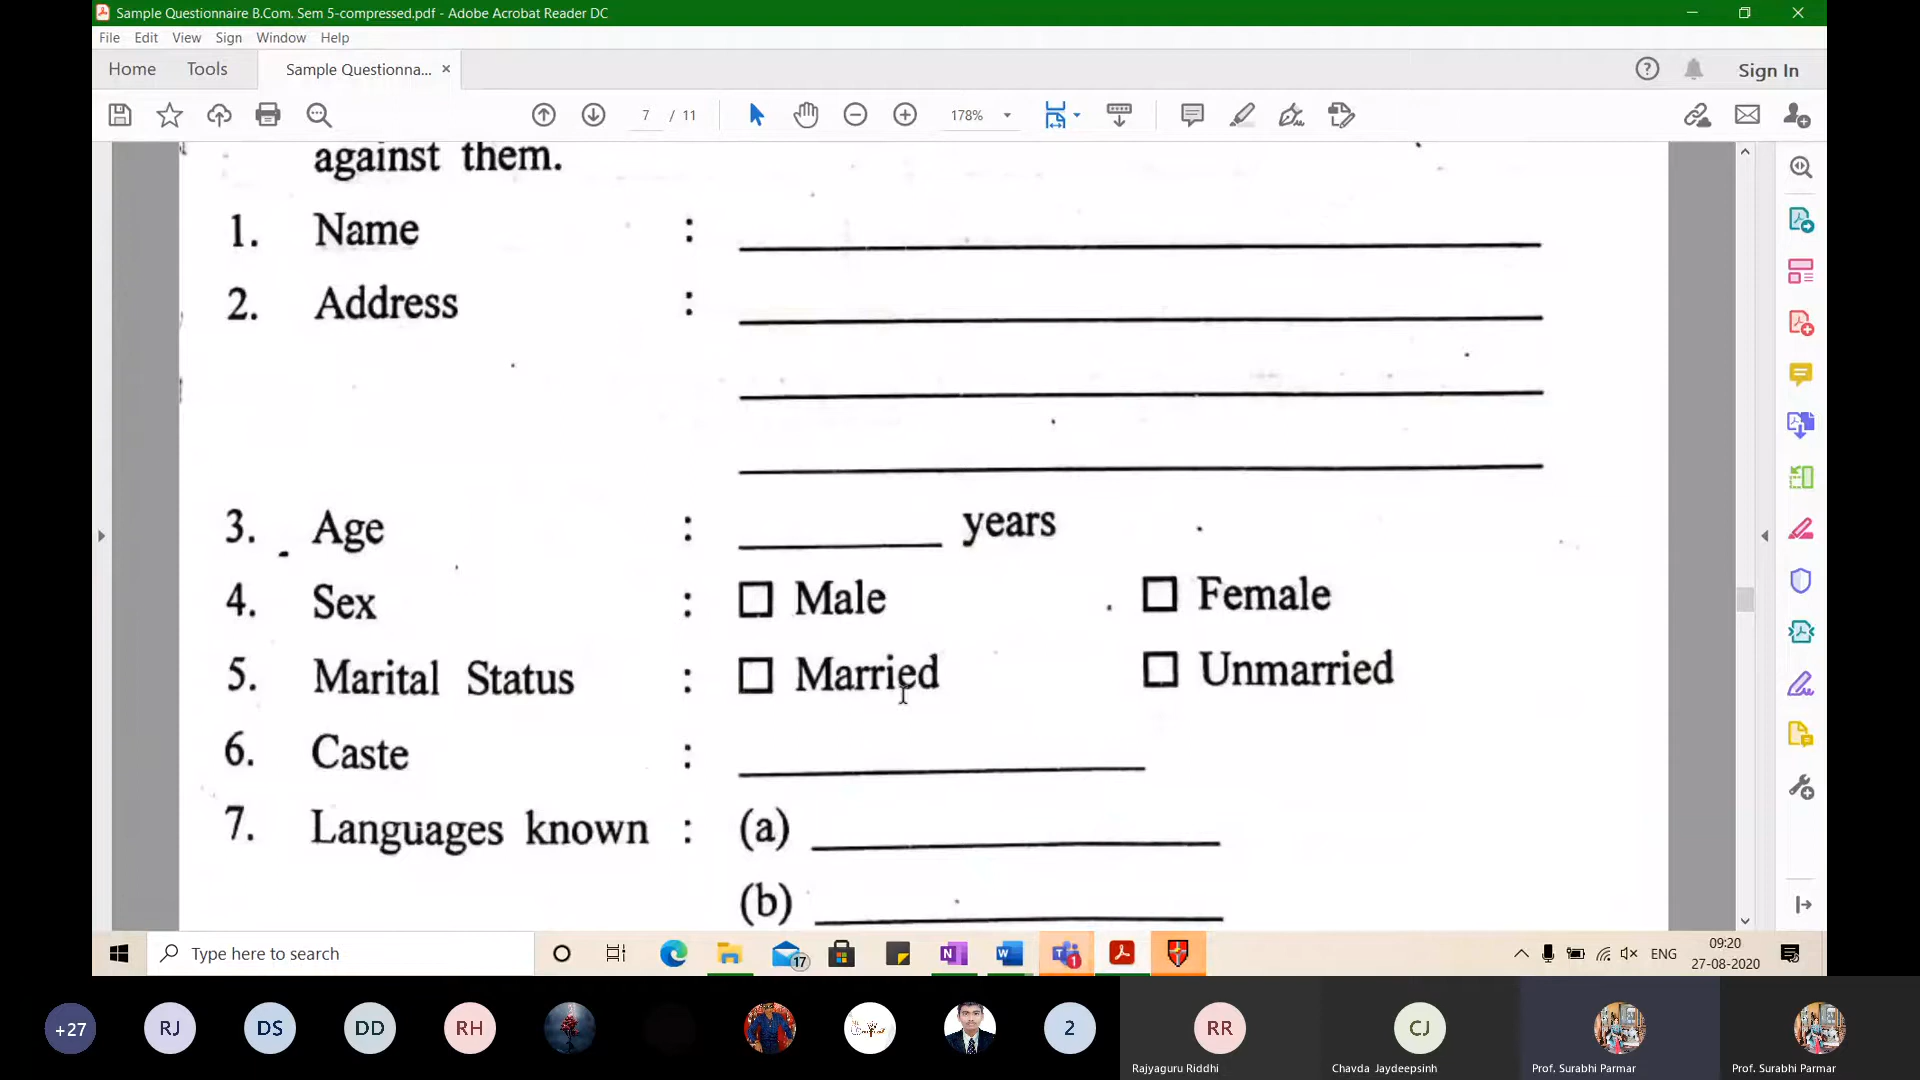 Sample Questionnaire B.Com. Sem 5-compressed.pdf - Adobe Acrobat Reader DC
File Edit View Sign Window Help
Home Tools Sample Questionna... × Sign In
7 / 11 178%
against them.
1. Name :
2. Address :
3. Age : years
4. Sex : Male Female
5. Marital Status : Married Unmarried
6. Caste :
7. Languages known : (a)
(b)
Type here to search 17 1 ENG 09:20
27-08-2020
+27 RJ DS DD RH 2 RR CJ
Rajyaguru Riddhi Chavda Jaydeepsinh Prof. Surabhi Parmar Prof. Surabhi Parmar